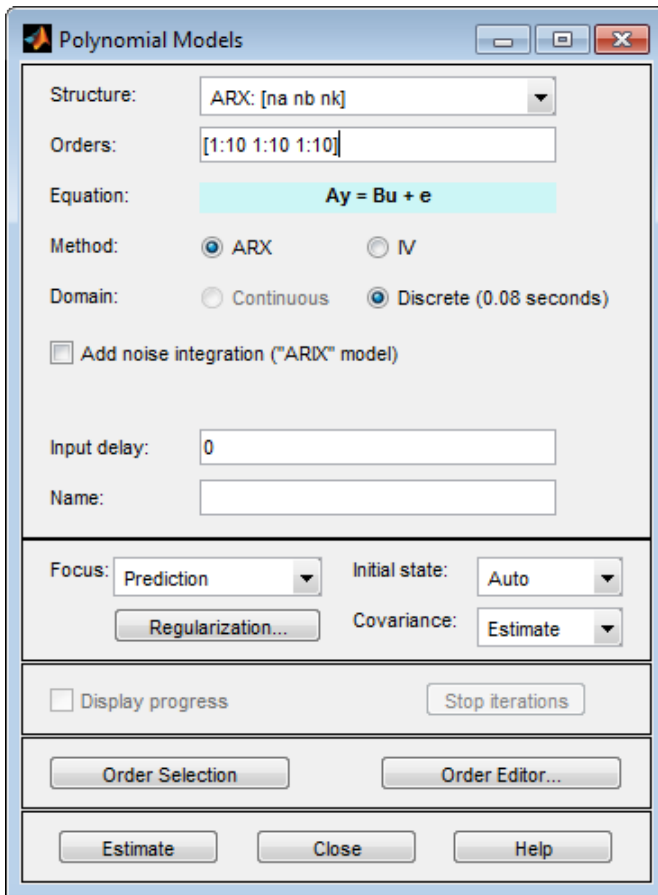 Polynomial Models
Structure: ARX: [na nb nk]
Orders: [1:10 1:10 1:10]
Equation: Ay = Bu + e
Method: ARX IV
Domain: Continuous Discrete (0.08 seconds)
Add noise integration ("ARIX" model)
Input delay: 0
Name:
Focus: Prediction Initial state: Auto
Regularization... Covariance: Estimate
Display progress Stop iterations
Order Selection Order Editor...
Estimate Close Help